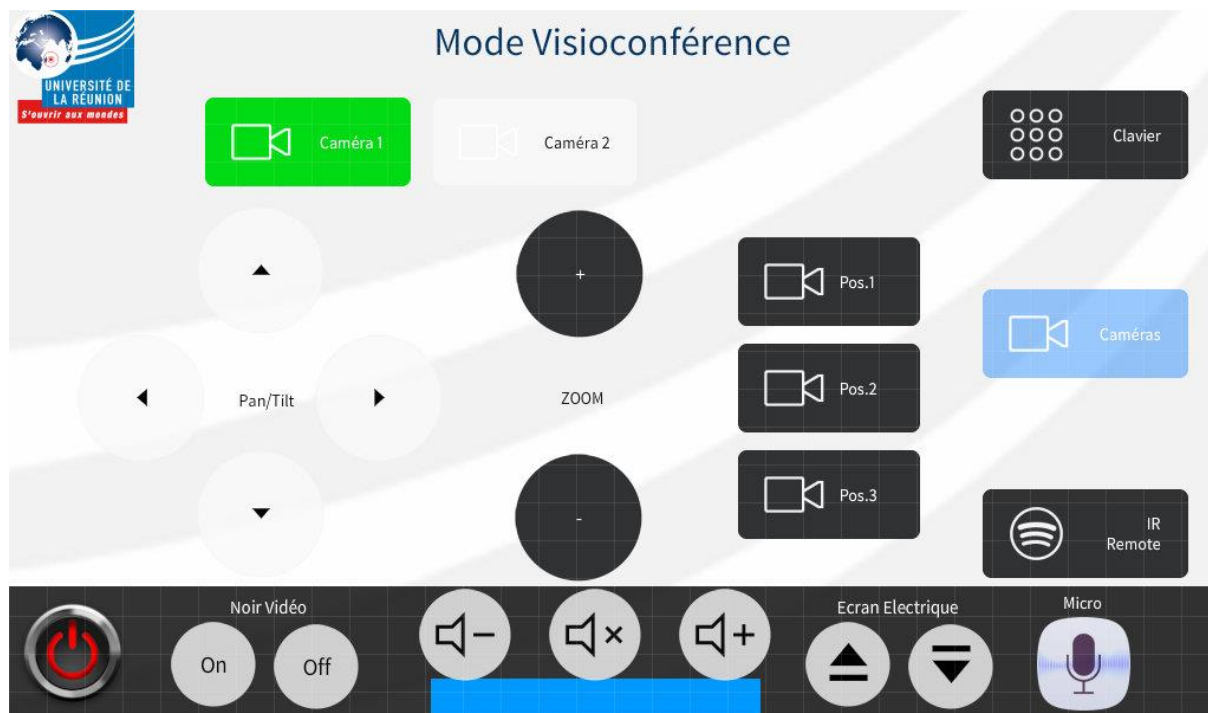 Mode Visioconférence
UNIVERSITÉ DE
LA RÉUNION
S'ouvrir aux mondes
Caméra 1
Caméra 2
Clavier
+
Pos.1
Caméras
Pan/Tilt
ZOOM
Pos.2
-
Pos.3
IR
Remote
Noir Vidéo
On
Off
Ecran Electrique
Micro